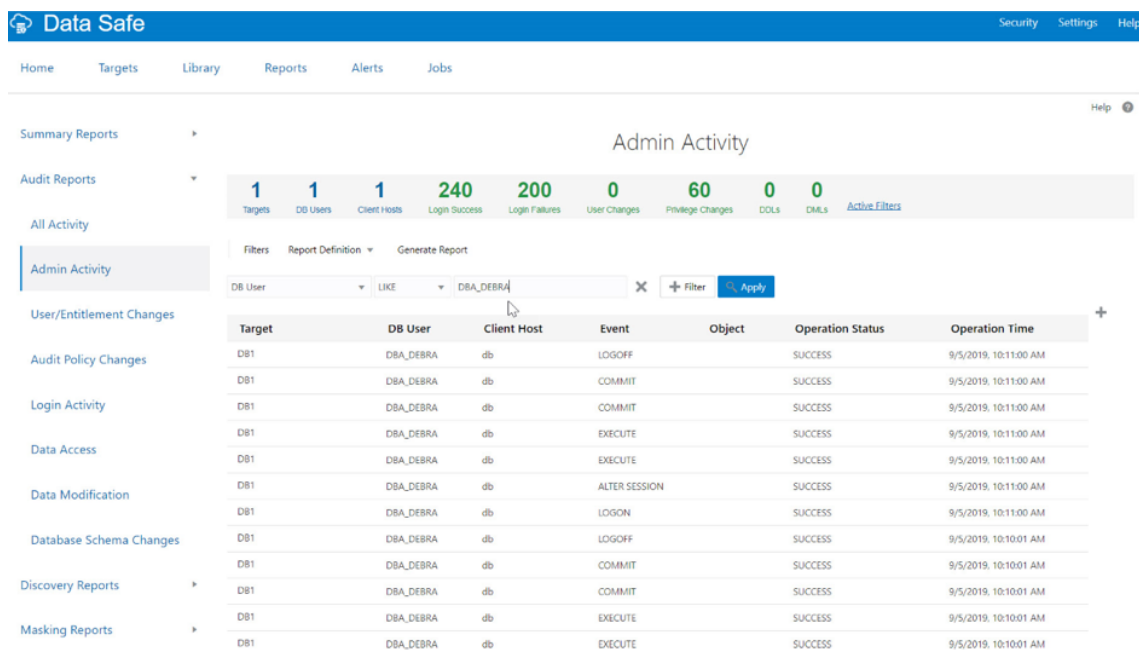 Data Safe Security Settings Help
Home Targets Library Reports Alerts Jobs
Help
Summary Reports
Admin Activity
Audit Reports
1 1 1 240 200 0 60 0 0
Targets DB Users Client Hosts Login Success Login Failures User Changes Privilege Changes DDLs DMLs Active Filters
All Activity
Filters Report Definition Generate Report
Admin Activity
DB User LIKE DBA_DEBRA + Filter Apply
User/Entitlement Changes
Target DB User Client Host Event Object Operation Status Operation Time
DB1 DBA_DEBRA db LOGOFF SUCCESS 9/5/2019, 10:11:00 AM
Audit Policy Changes
DB1 DBA_DEBRA db COMMIT SUCCESS 9/5/2019, 10:11:00 AM
Login Activity
DB1 DBA_DEBRA db COMMIT SUCCESS 9/5/2019, 10:11:00 AM
DB1 DBA_DEBRA db EXECUTE SUCCESS 9/5/2019, 10:11:00 AM
Data Access
DB1 DBA_DEBRA db EXECUTE SUCCESS 9/5/2019, 10:11:00 AM
DB1 DBA_DEBRA db ALTER SESSION SUCCESS 9/5/2019, 10:11:00 AM
Data Modification
DB1 DBA_DEBRA db LOGON SUCCESS 9/5/2019, 10:11:00 AM
Database Schema Changes
DB1 DBA_DEBRA db LOGOFF SUCCESS 9/5/2019, 10:10:01 AM
DB1 DBA_DEBRA db COMMIT SUCCESS 9/5/2019, 10:10:01 AM
Discovery Reports
DB1 DBA_DEBRA db COMMIT SUCCESS 9/5/2019, 10:10:01 AM
DB1 DBA_DEBRA db EXECUTE SUCCESS 9/5/2019, 10:10:01 AM
Masking Reports
DB1 DBA_DEBRA db EXECUTE SUCCESS 9/5/2019, 10:10:01 AM